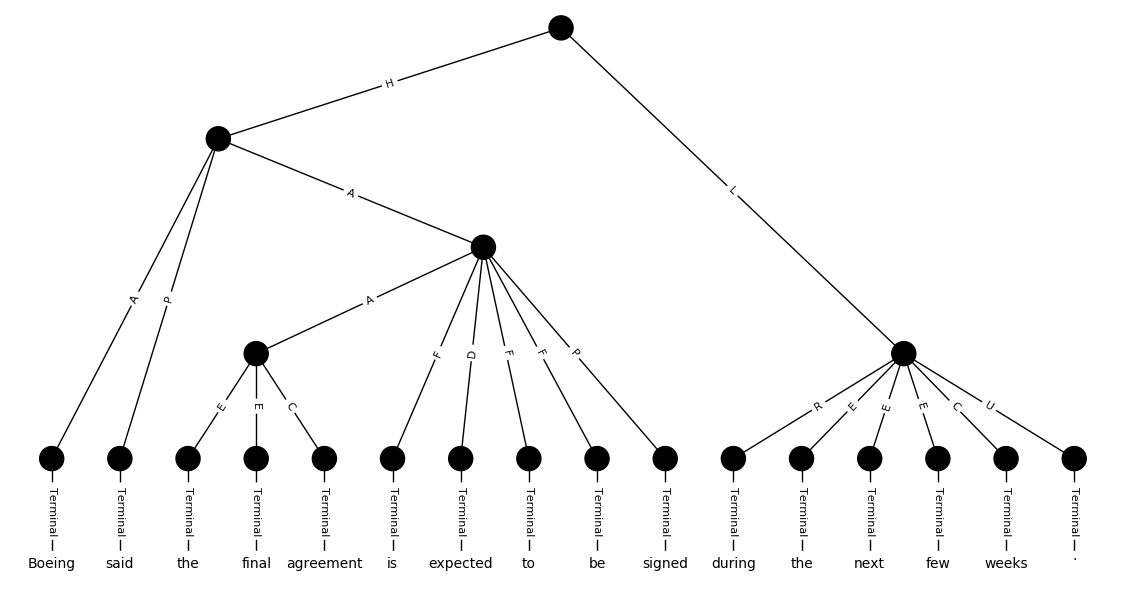 H
A
L
A
P
A
F
D
F
F
P
E
E
C
R
E
E
E
C
U
Terminal Terminal Terminal Terminal Terminal Terminal Terminal Terminal Terminal Terminal Terminal Terminal Terminal Terminal Terminal Terminal
Boeing said the final agreement is expected to be signed during the next few weeks .